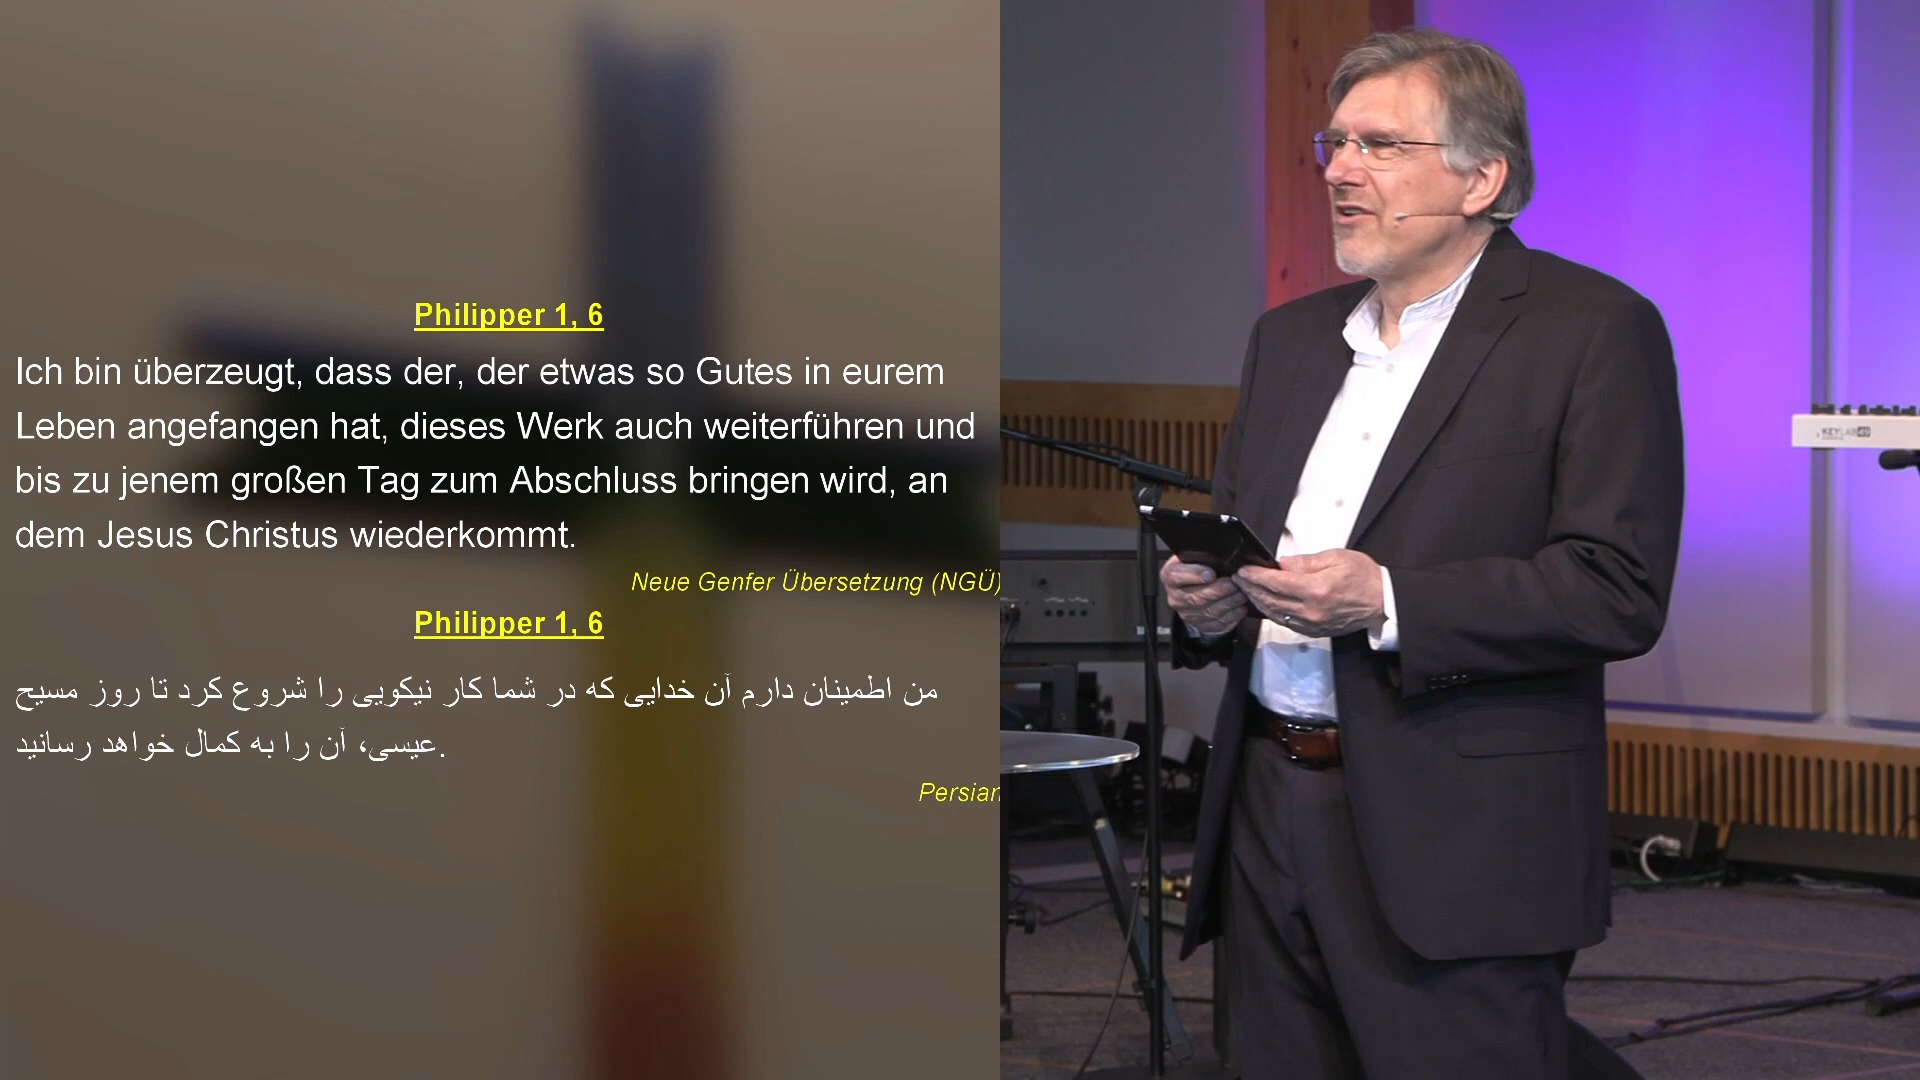 Philipper 1, 6
Ich bin überzeugt, dass der, der etwas so Gutes in eurem
Leben angefangen hat, dieses Werk auch weiterführen und
bis zu jenem großen Tag zum Abschluss bringen wird, an
dem Jesus Christus wiederkommt.
Neue Genfer Übersetzung (NGÜ)
Philipper 1, 6
من اطمینان دارم آن خدایی که در شما کار نیکویی را شروع کرد تا روز مسیح
عیسی، آن را به کمال خواهد رسانید.
Persian
KEYLAB 49